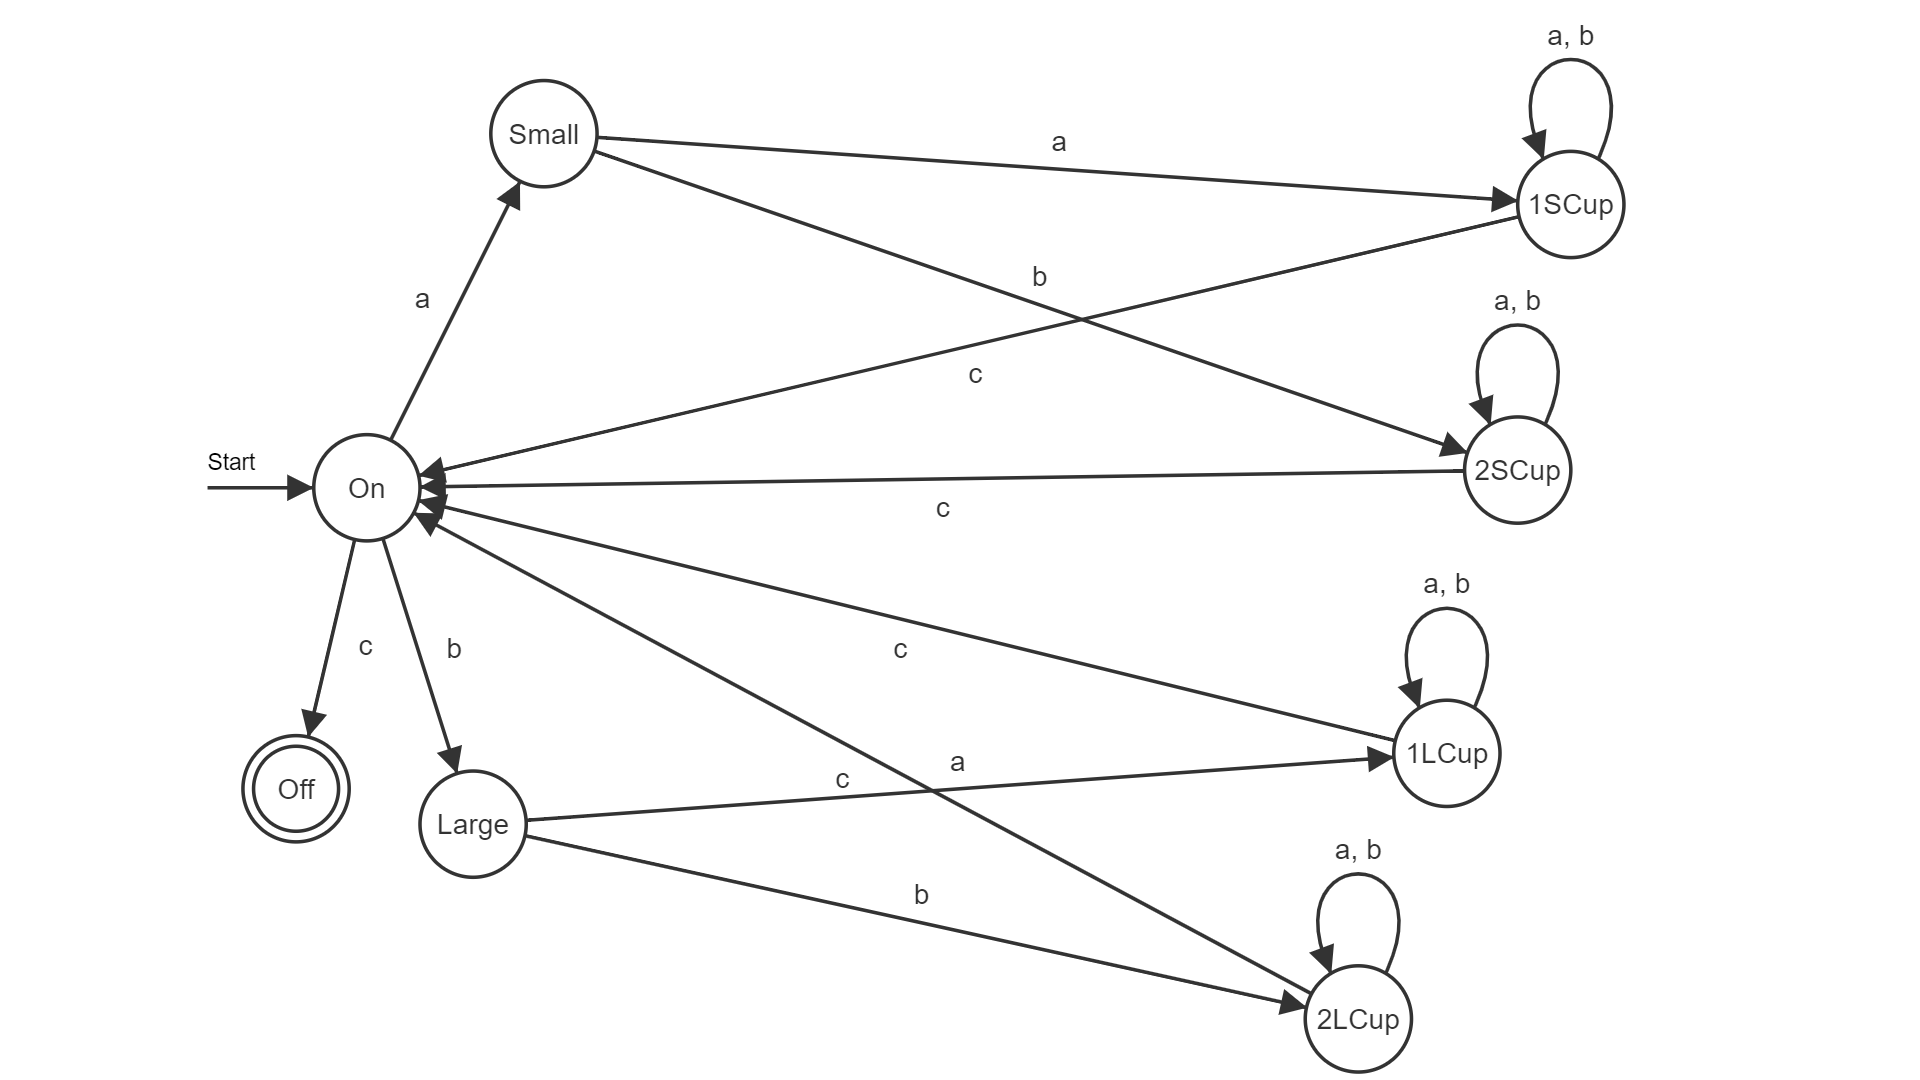 a, b
Small
a
1SCup
b
a
a, b
c
Start
2SCup
On
c
a, b
c
b
c
1LCup
a
c
Off
Large
a, b
b
2LCup